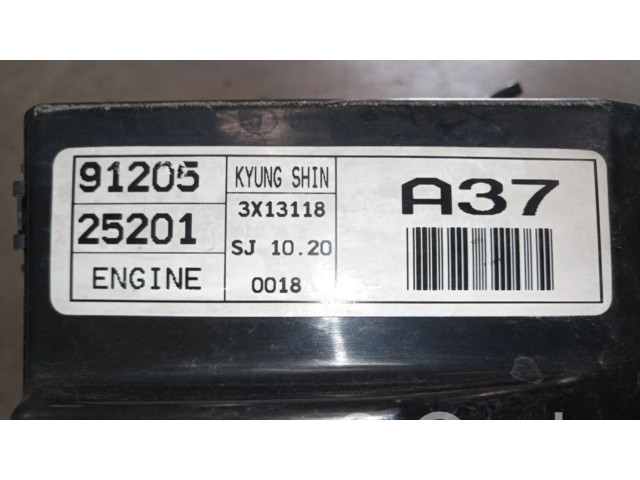 91205
25201
ENGINE
KYUNG SHIN
3X13118
SJ 10.20
0018
A37